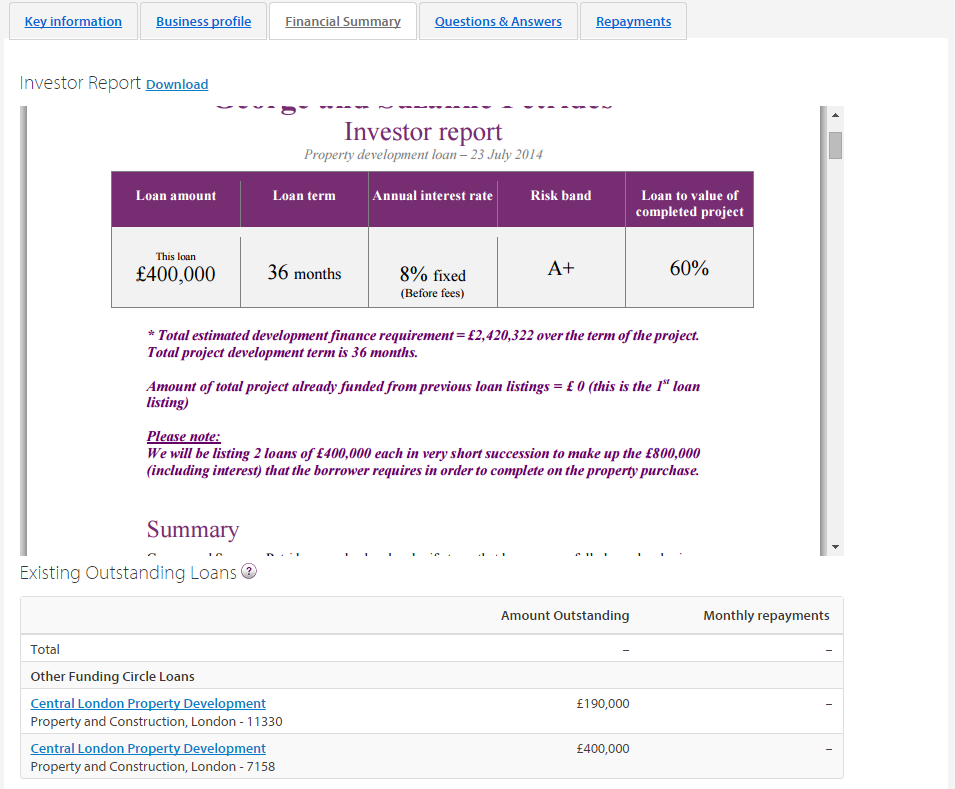 Key information Business profile Financial Summary Questions & Answers Repayments
Investor Report Download
George and Suzanne Petrides
Investor report
Property development loan – 23 July 2014
Loan amount Loan term Annual interest rate Risk band Loan to value of
completed project
This loan
£400,000 36 months 8% fixed A+ 60%
(Before fees)
* Total estimated development finance requirement = £2,420,322 over the term of the project.
Total project development term is 36 months.
Amount of total project already funded from previous loan listings = £ 0 (this is the 1st loan
listing)
Please note:
We will be listing 2 loans of £400,000 each in very short succession to make up the £800,000
(including interest) that the borrower requires in order to complete on the property purchase.
Summary
Existing Outstanding Loans ?
Amount Outstanding Monthly repayments
Total – –
Other Funding Circle Loans
Central London Property Development £190,000 –
Property and Construction, London - 11330
Central London Property Development £400,000 –
Property and Construction, London - 7158